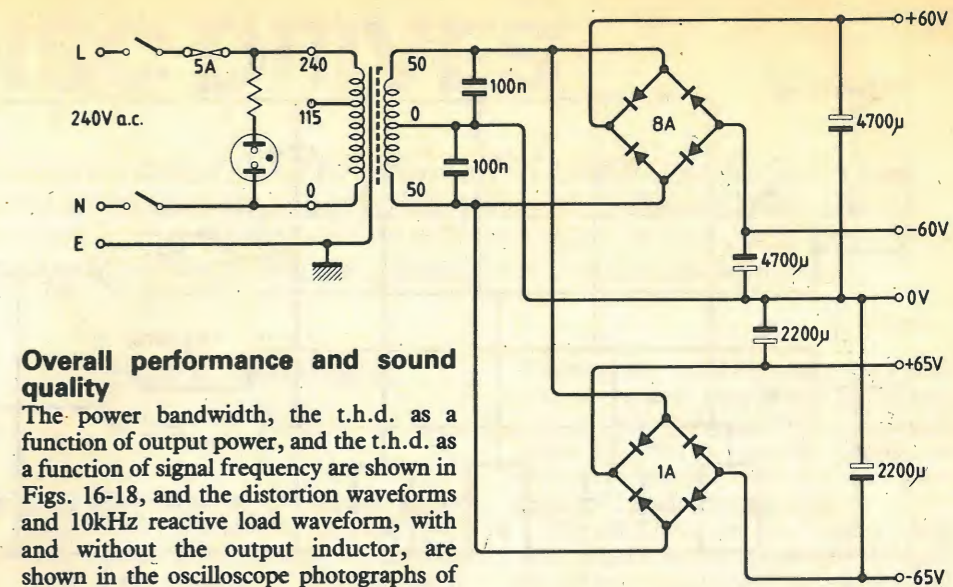 L
5A
240
50
+60V
240V a.c.
115
0
100n
8A
4700µ
100n
N
0
50
-60V
E
4700µ
0V
2200µ
+65V
1A
2200µ
-65V
Overall performance and sound
quality
The power bandwidth, the t.h.d. as a
function of output power, and the t.h.d. as
a function of signal frequency are shown in
Figs. 16-18, and the distortion waveforms
and 10kHz reactive load waveform, with
and without the output inductor, are
shown in the oscilloscope photographs of